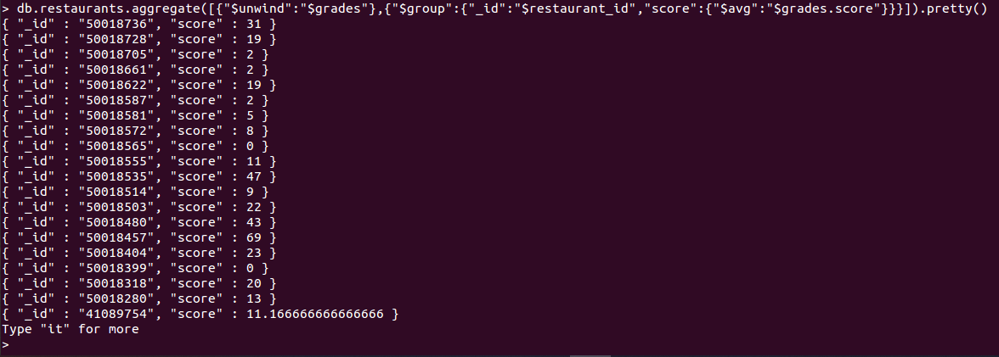 > db.restaurants.aggregate([{"$unwind":"$grades"},{"$group":{"_id":"$restaurant_id","score":{"$avg":"$grades.score"}}}]).pretty()
{ "_id" : "50018736", "score" : 31 }
{ "_id" : "50018728", "score" : 19 }
{ "_id" : "50018705", "score" : 2 }
{ "_id" : "50018661", "score" : 2 }
{ "_id" : "50018622", "score" : 19 }
{ "_id" : "50018587", "score" : 2 }
{ "_id" : "50018581", "score" : 5 }
{ "_id" : "50018572", "score" : 8 }
{ "_id" : "50018565", "score" : 0 }
{ "_id" : "50018555", "score" : 11 }
{ "_id" : "50018535", "score" : 47 }
{ "_id" : "50018514", "score" : 9 }
{ "_id" : "50018503", "score" : 22 }
{ "_id" : "50018480", "score" : 43 }
{ "_id" : "50018457", "score" : 69 }
{ "_id" : "50018404", "score" : 23 }
{ "_id" : "50018399", "score" : 0 }
{ "_id" : "50018318", "score" : 20 }
{ "_id" : "50018280", "score" : 13 }
{ "_id" : "41089754", "score" : 11.166666666666666 }
Type "it" for more
>